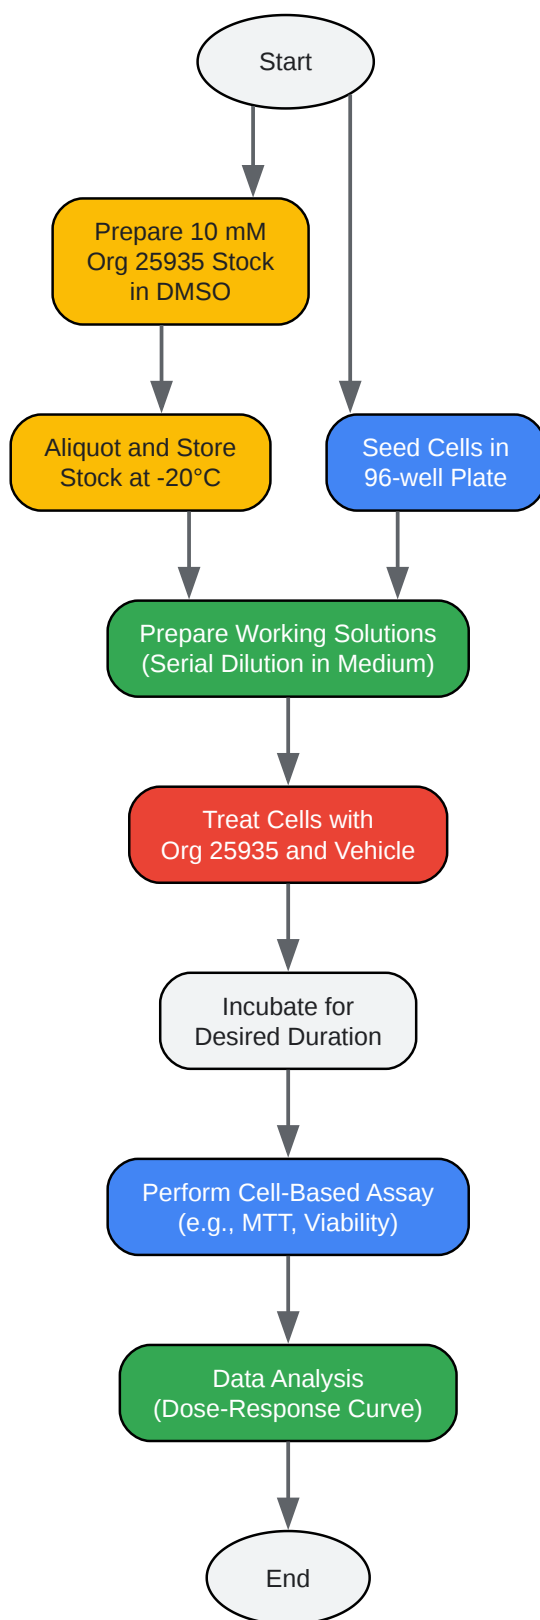 Start
Prepare 10 mM
Org 25935 Stock
in DMSO
Aliquot and Store
Stock at -20°C
Seed Cells in
96-well Plate
Prepare Working Solutions
(Serial Dilution in Medium)
Treat Cells with
Org 25935 and Vehicle
Incubate for
Desired Duration
Perform Cell-Based Assay
(e.g., MTT, Viability)
Data Analysis
(Dose-Response Curve)
End